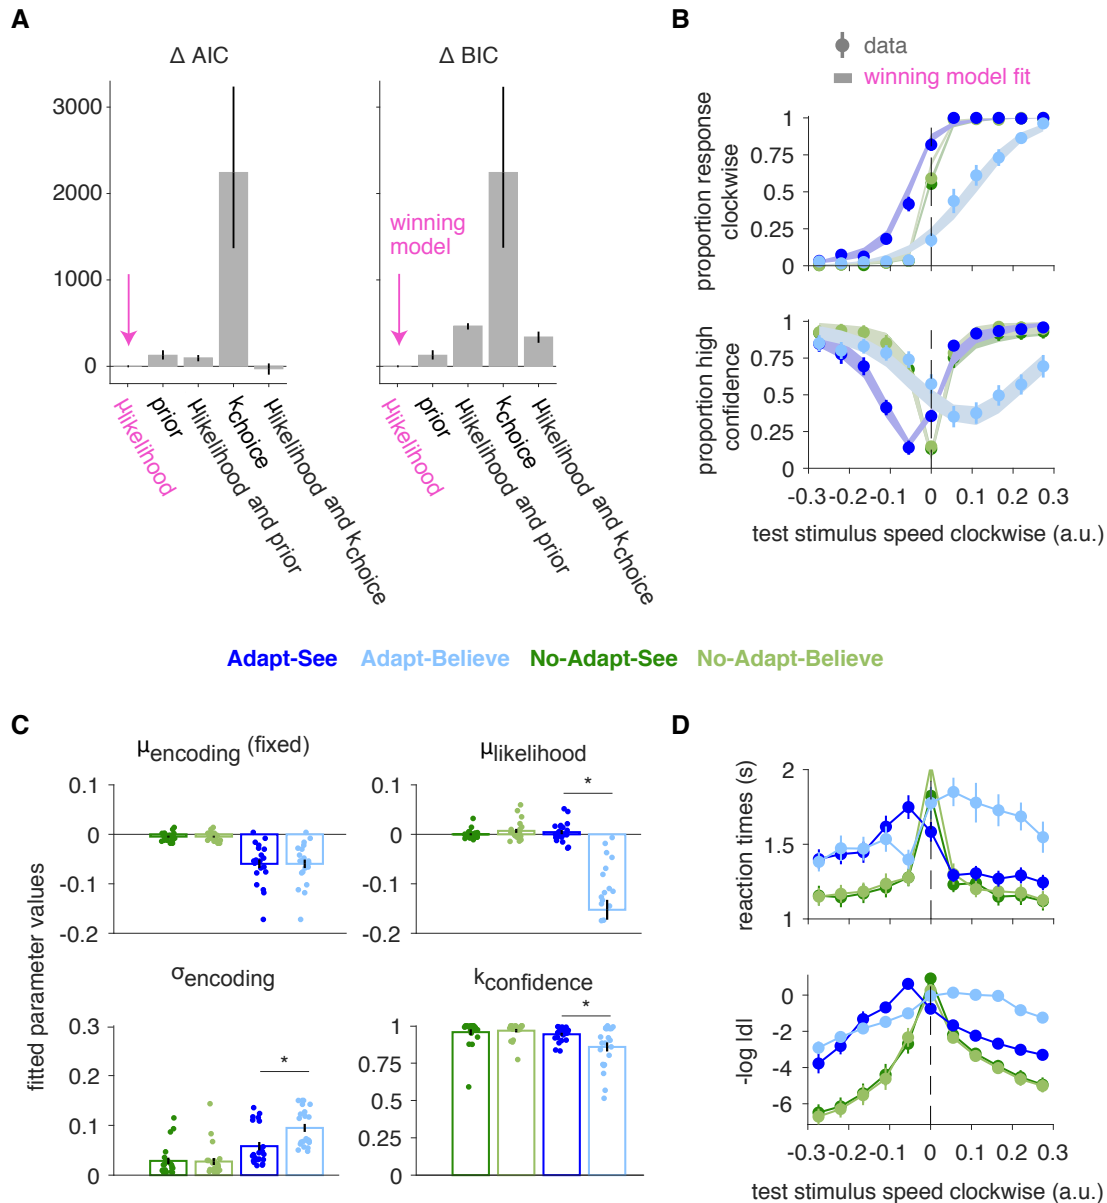 A
Δ AIC
Δ BIC
3000
2000
1000
0
winning
model
μlikelihood
prior
μlikelihood and prior
kchoice
μlikelihood and kchoice
μlikelihood
prior
μlikelihood and prior
kchoice
μlikelihood and kchoice
B
data
winning model fit
proportion response
clockwise
1
0.75
0.5
0.25
0
proportion high
confidence
1
0.75
0.5
0.25
0
-0.3 -0.2 -0.1 0 0.1 0.2 0.3
test stimulus speed clockwise (a.u.)
Adapt-See Adapt-Believe No-Adapt-See No-Adapt-Believe
C
fitted parameter values
μencoding (fixed)
0.1
0
-0.1
-0.2
μlikelihood
0.1
0
-0.1
-0.2
*
σencoding
0.3
0.2
0.1
0
*
kconfidence
1
0.75
0.5
0.25
0
*
D
reaction times (s)
2
1.5
1
-log |d|
0
-2
-4
-6
-0.3 -0.2 -0.1 0 0.1 0.2 0.3
test stimulus speed clockwise (a.u.)